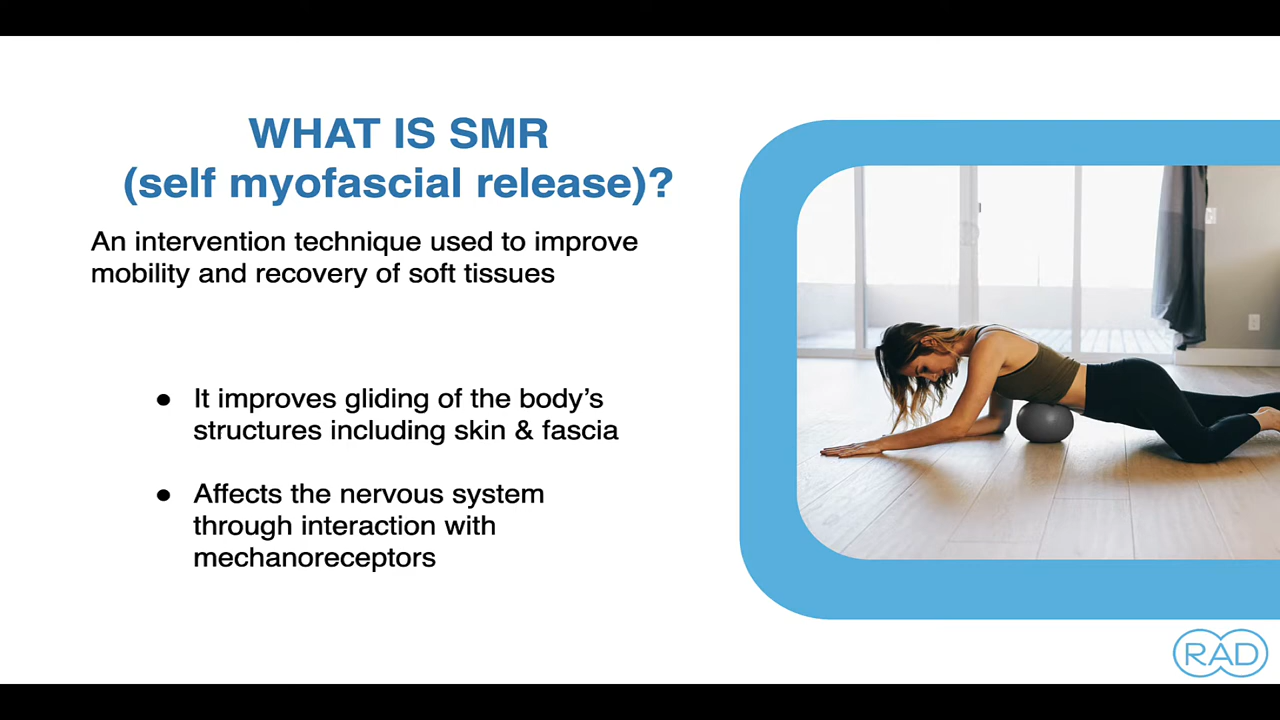 WHAT IS SMR
(self myofascial release)?
An intervention technique used to improve
mobility and recovery of soft tissues
● It improves gliding of the body's
structures including skin & fascia
● Affects the nervous system
through interaction with
mechanoreceptors
RAD